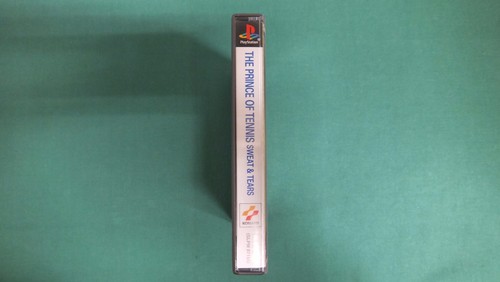 PlayStation
THE PRINCE OF TENNIS SWEAT & TEARS
KONAMI